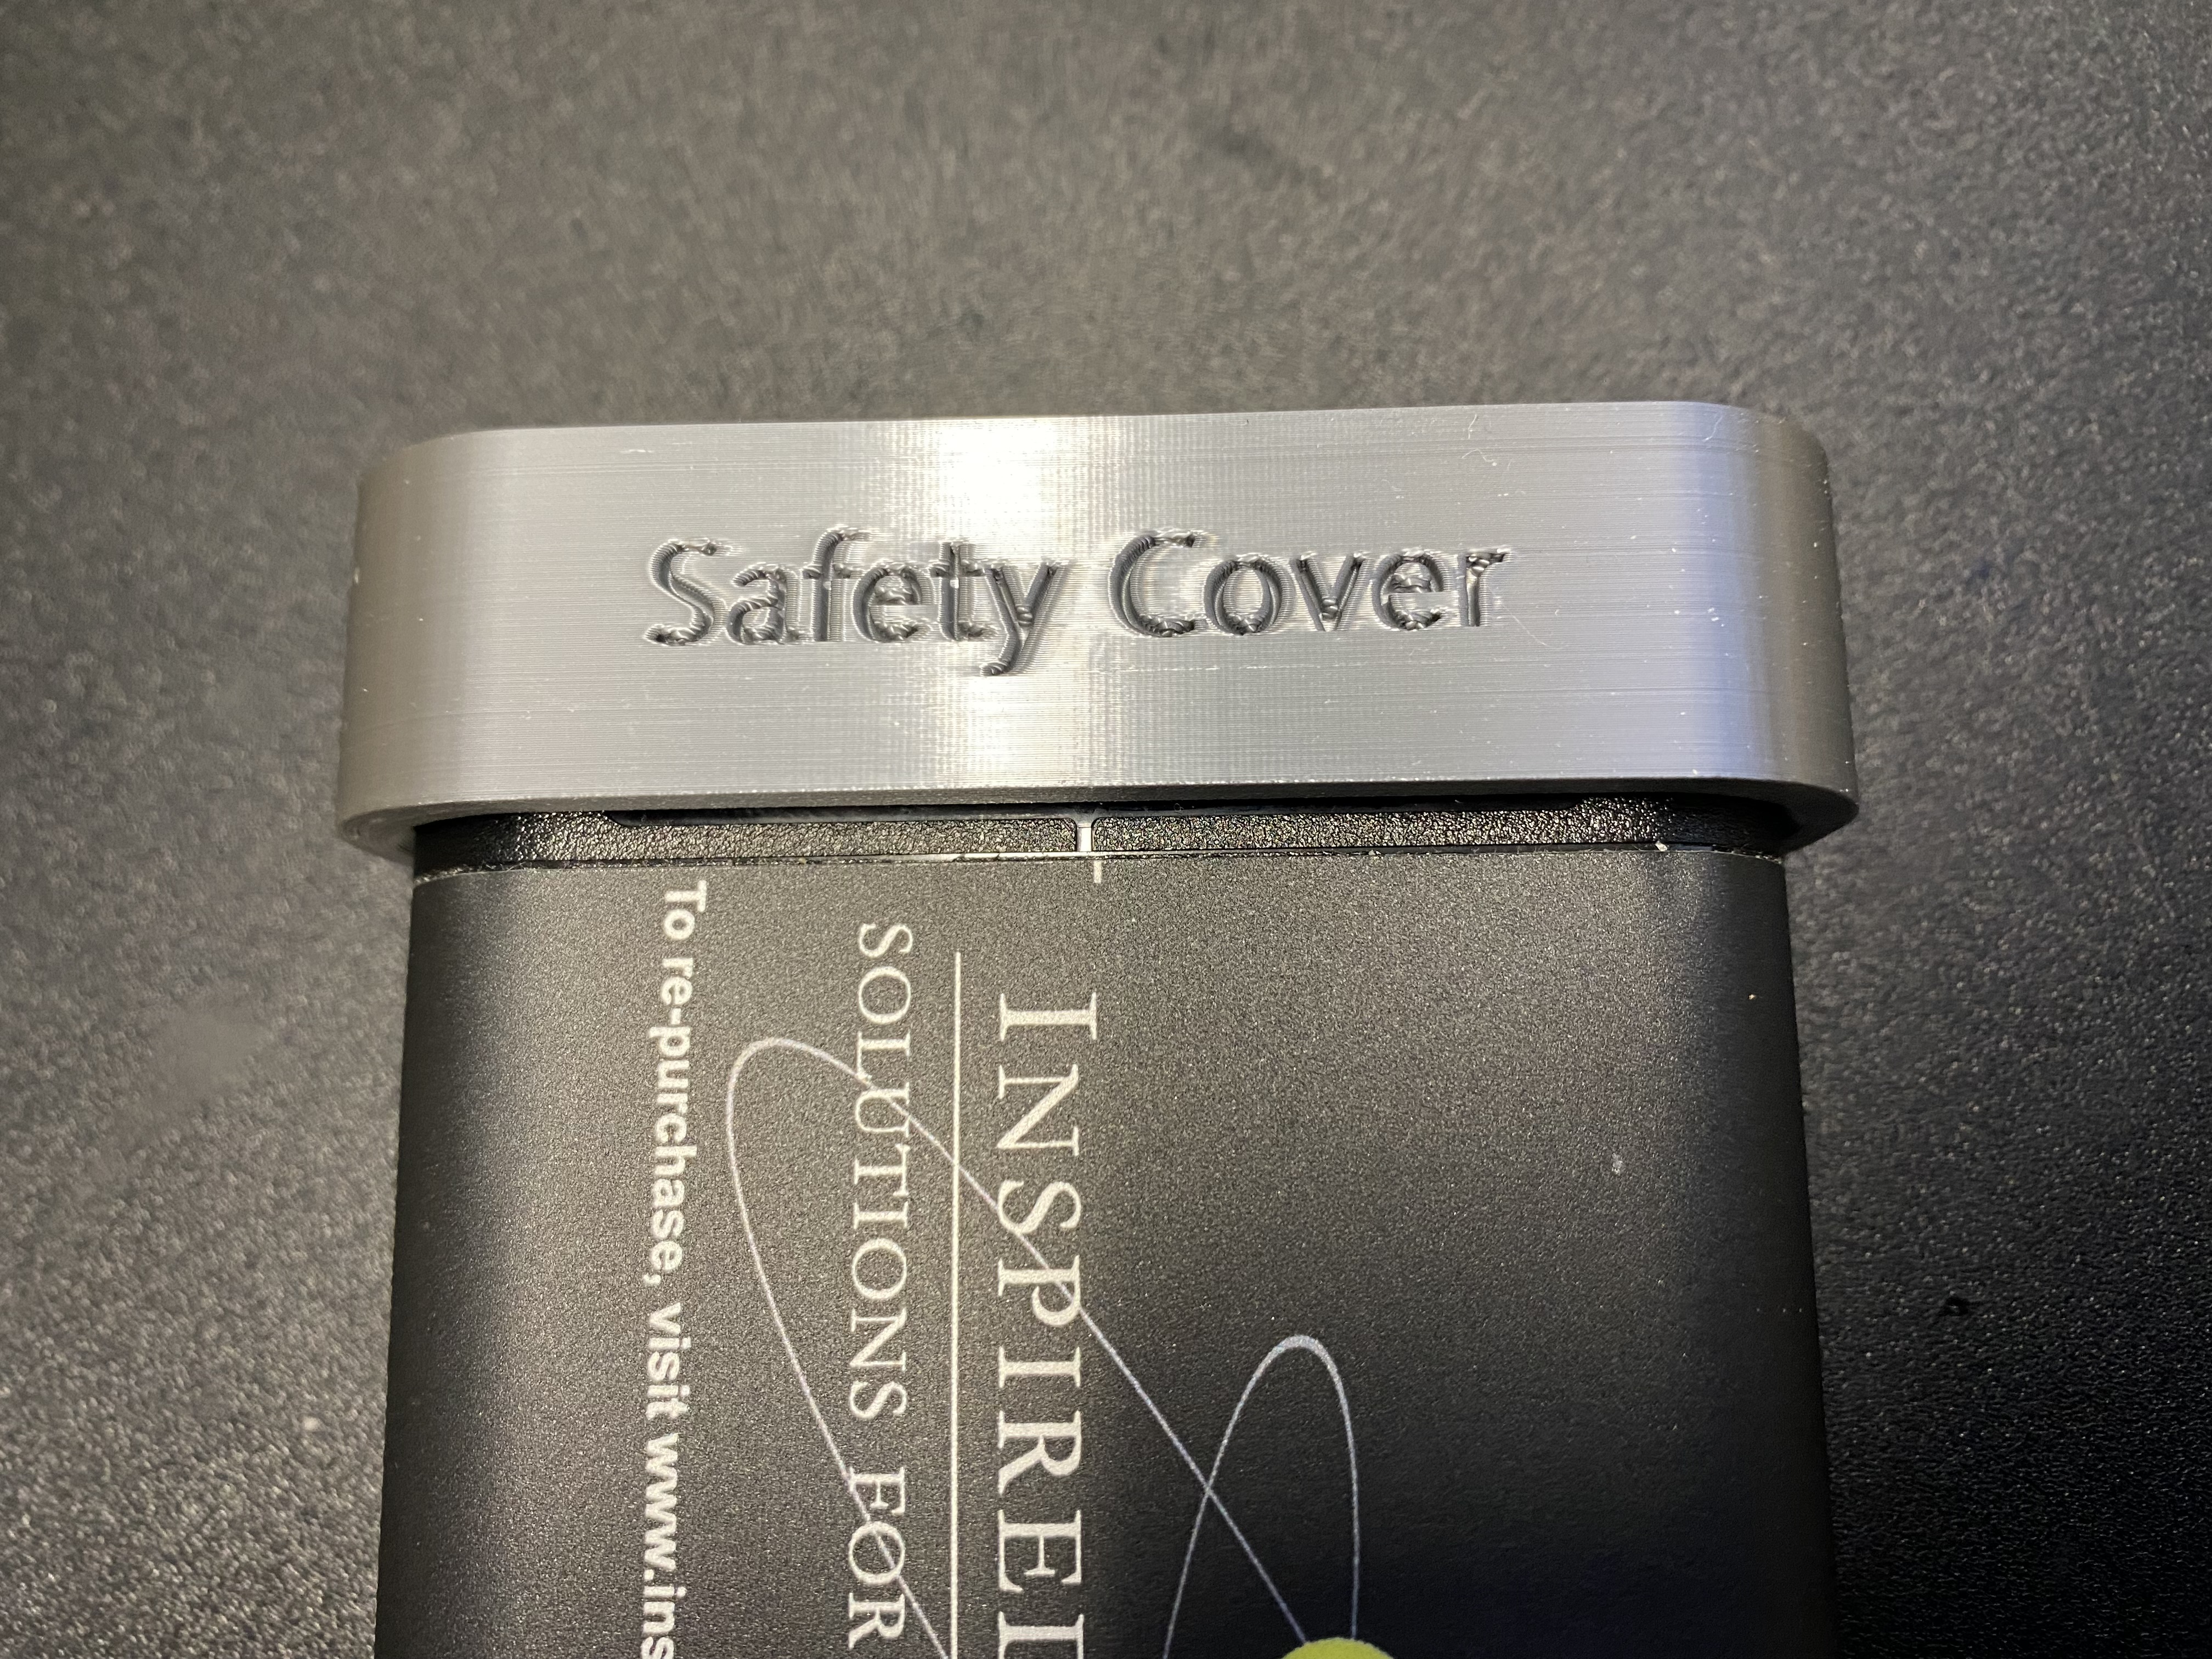 Safety Cover
INSPIRE
SOLUTIONS FOR
To re-purchase, visit www.ins